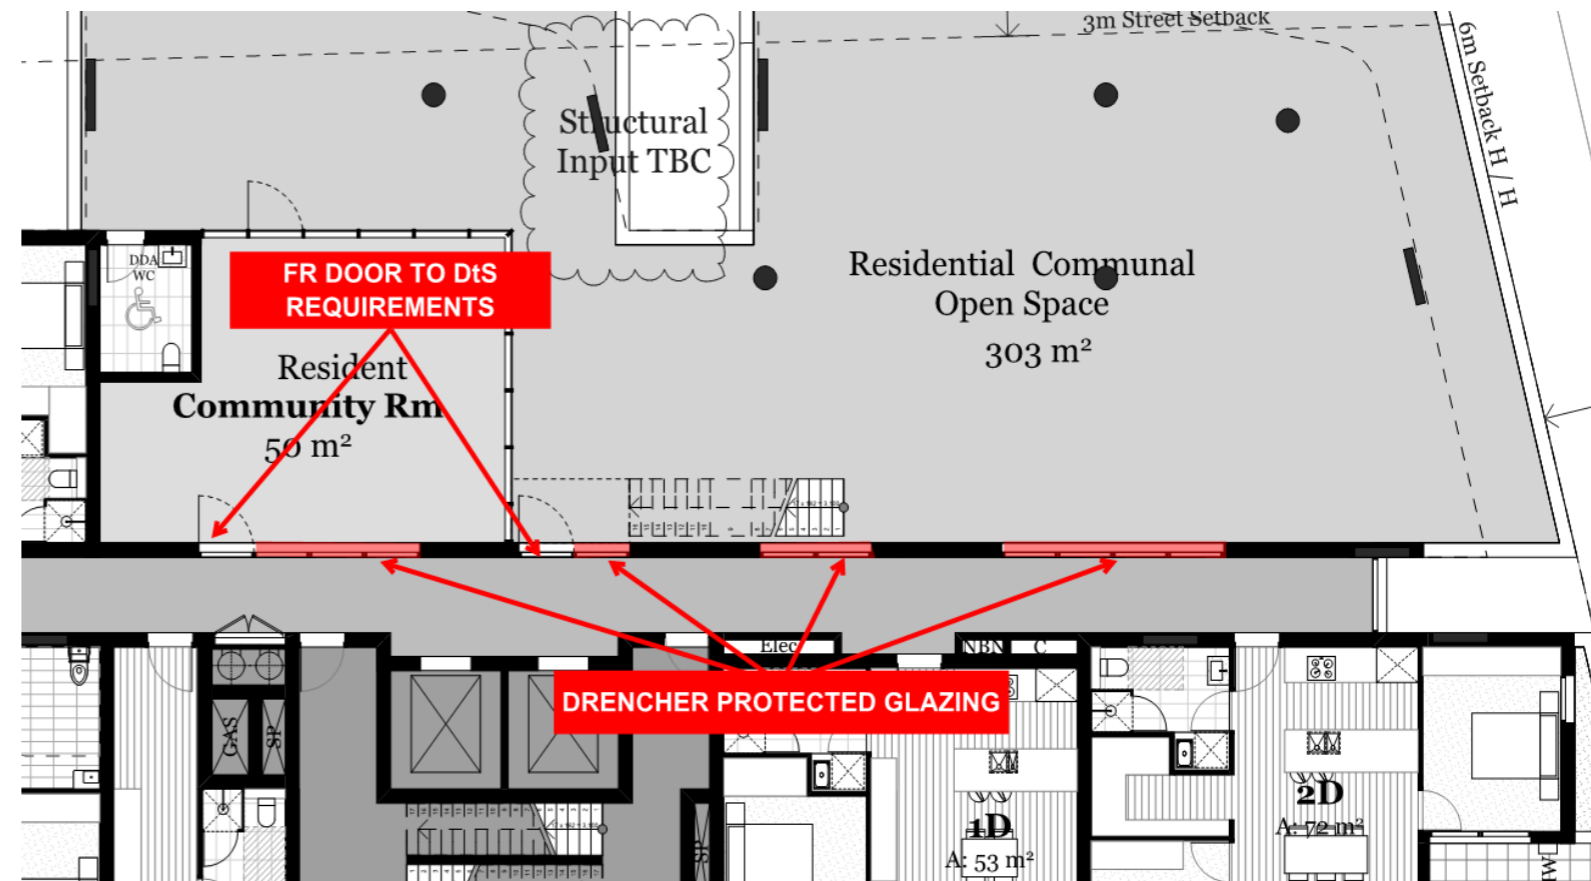 3m Street Setback
6m Setback H / H
Structural
Input TBC
DDA
WC
FR DOOR TO DtS
REQUIREMENTS
Residential Communal
Open Space
303 m²
Resident
Community Rm
50 m²
Elec
NBN
C
DRENCHER PROTECTED GLAZING
GAS
SP
SP
1D
A: 53 m²
2D
A: 72 m²